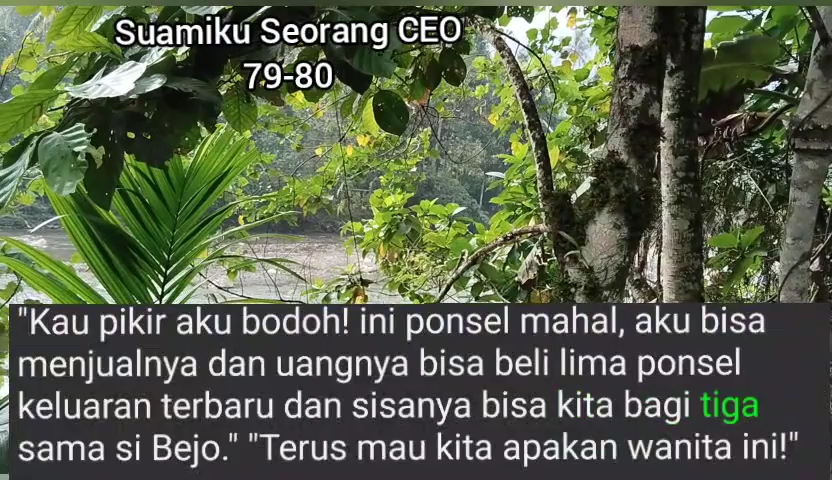 Suamiku Seorang CEO
79-80
"Kau pikir aku bodoh! ini ponsel mahal, aku bisa
menjualnya dan uangnya bisa beli lima ponsel
keluaran terbaru dan sisanya bisa kita bagi tiga
sama si Bejo." "Terus mau kita apakan wanita ini!"